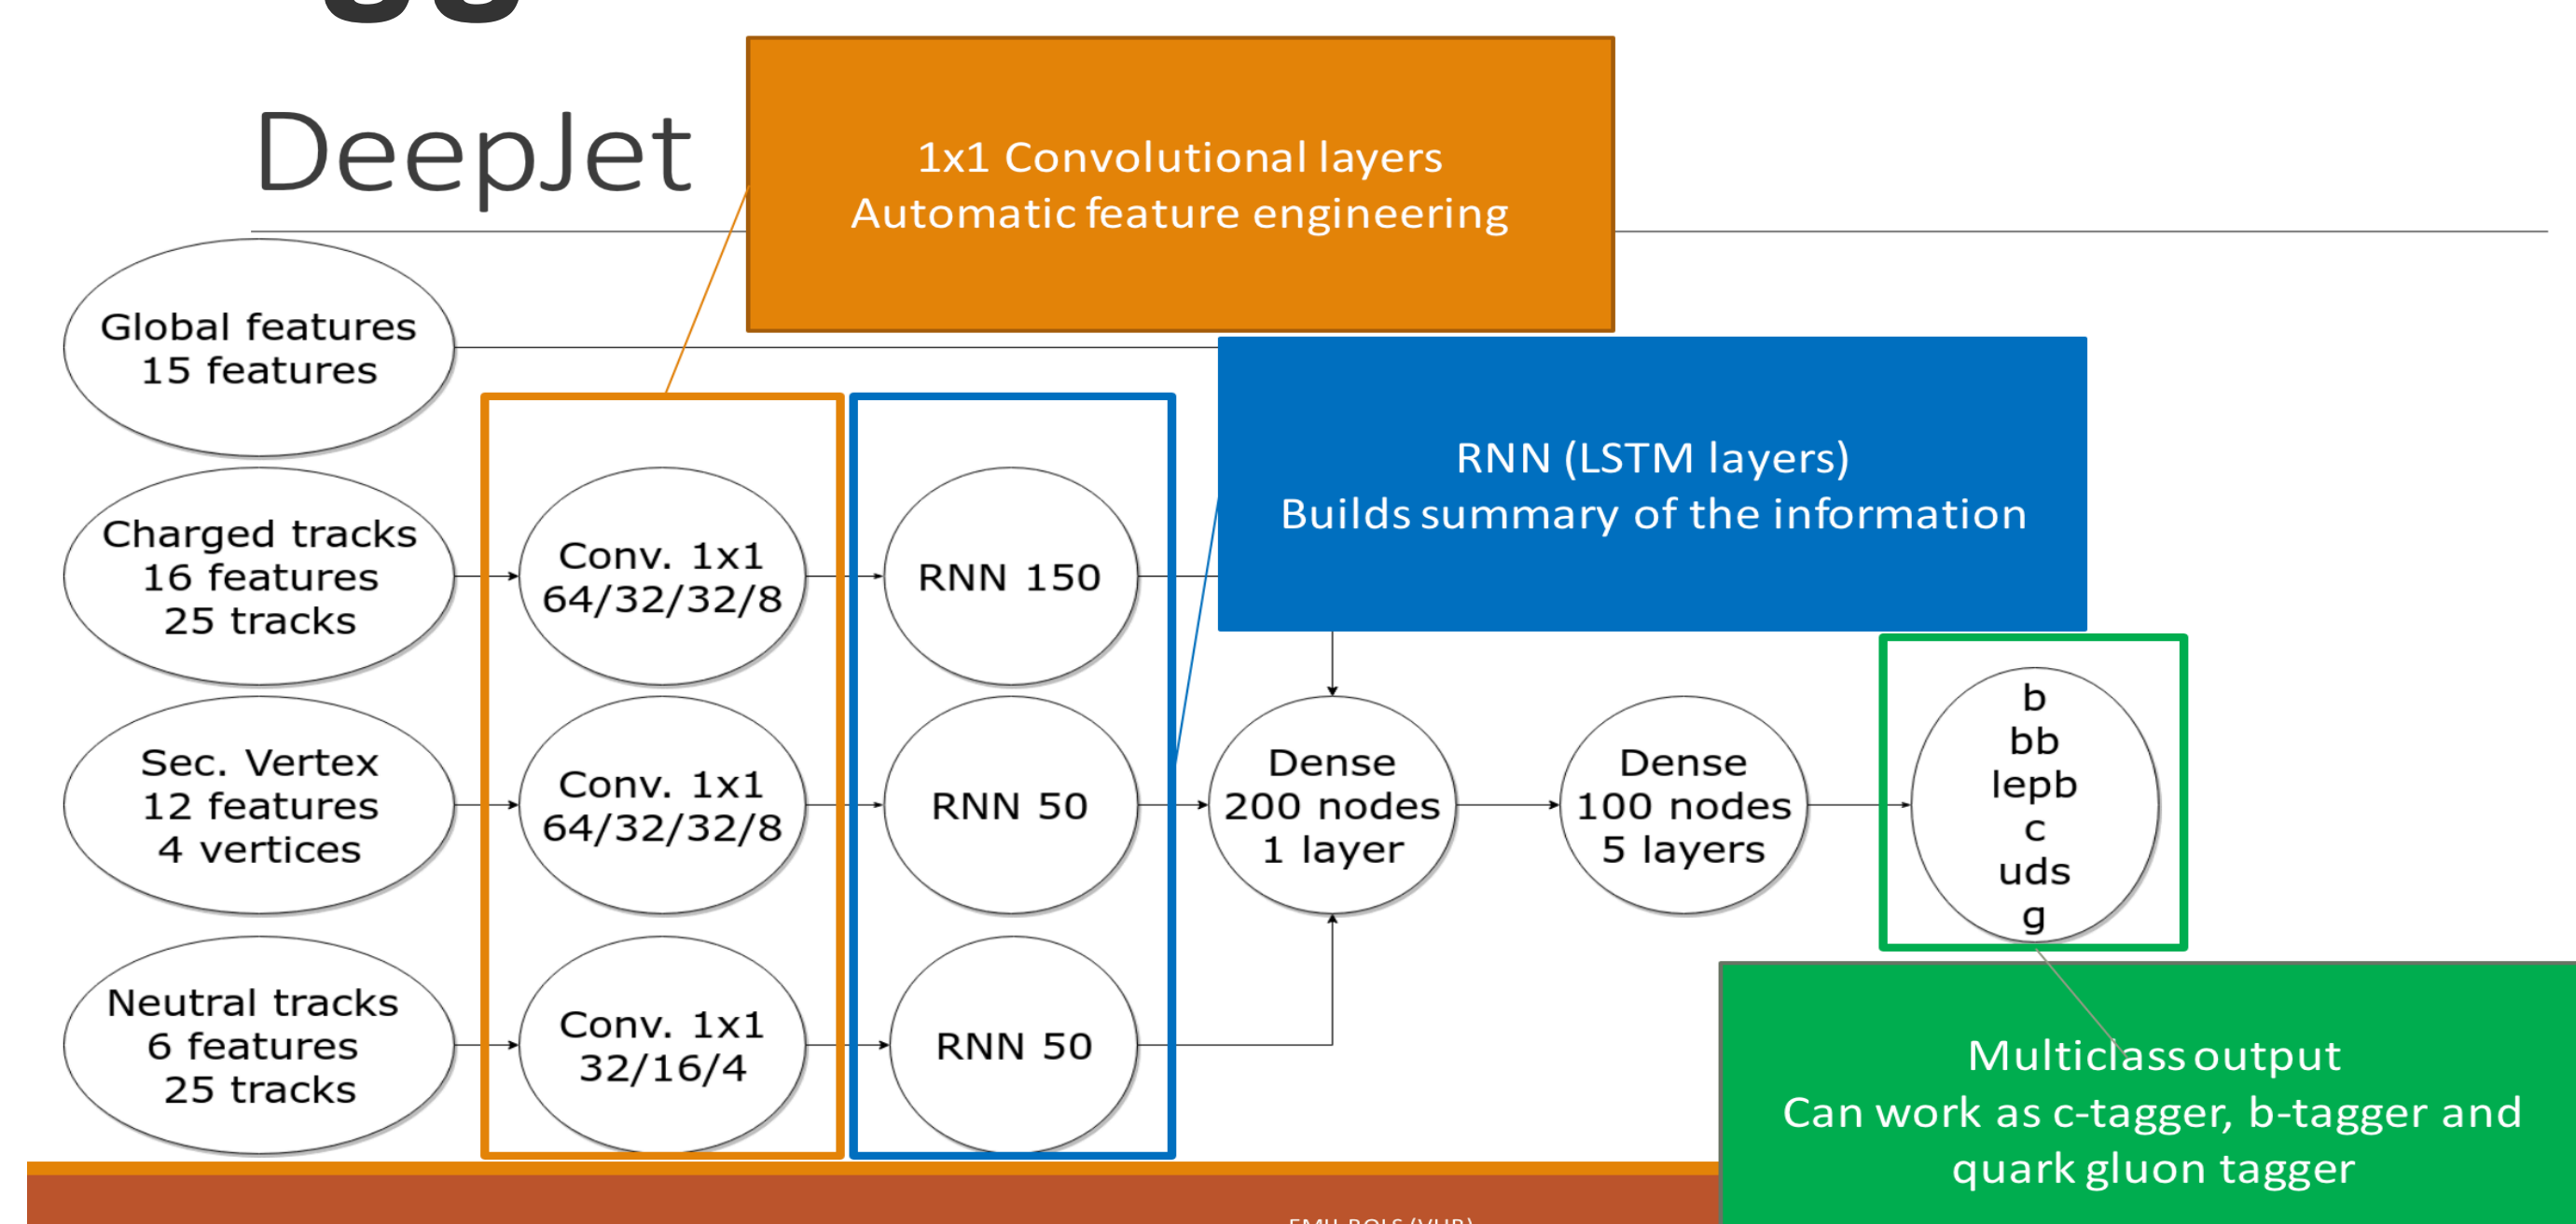 DeepJet
1x1 Convolutional layers
Automatic feature engineering
Global features
15 features
RNN (LSTM layers)
Builds summary of the information
Charged tracks
16 features
25 tracks
Conv. 1x1
64/32/32/8
RNN 150
Sec. Vertex
12 features
4 vertices
Conv. 1x1
64/32/32/8
RNN 50
Dense
200 nodes
1 layer
Dense
100 nodes
5 layers
b
bb
lepb
c
uds
g
Neutral tracks
6 features
25 tracks
Conv. 1x1
32/16/4
RNN 50
Multiclass output
Can work as c-tagger, b-tagger and
quark gluon tagger